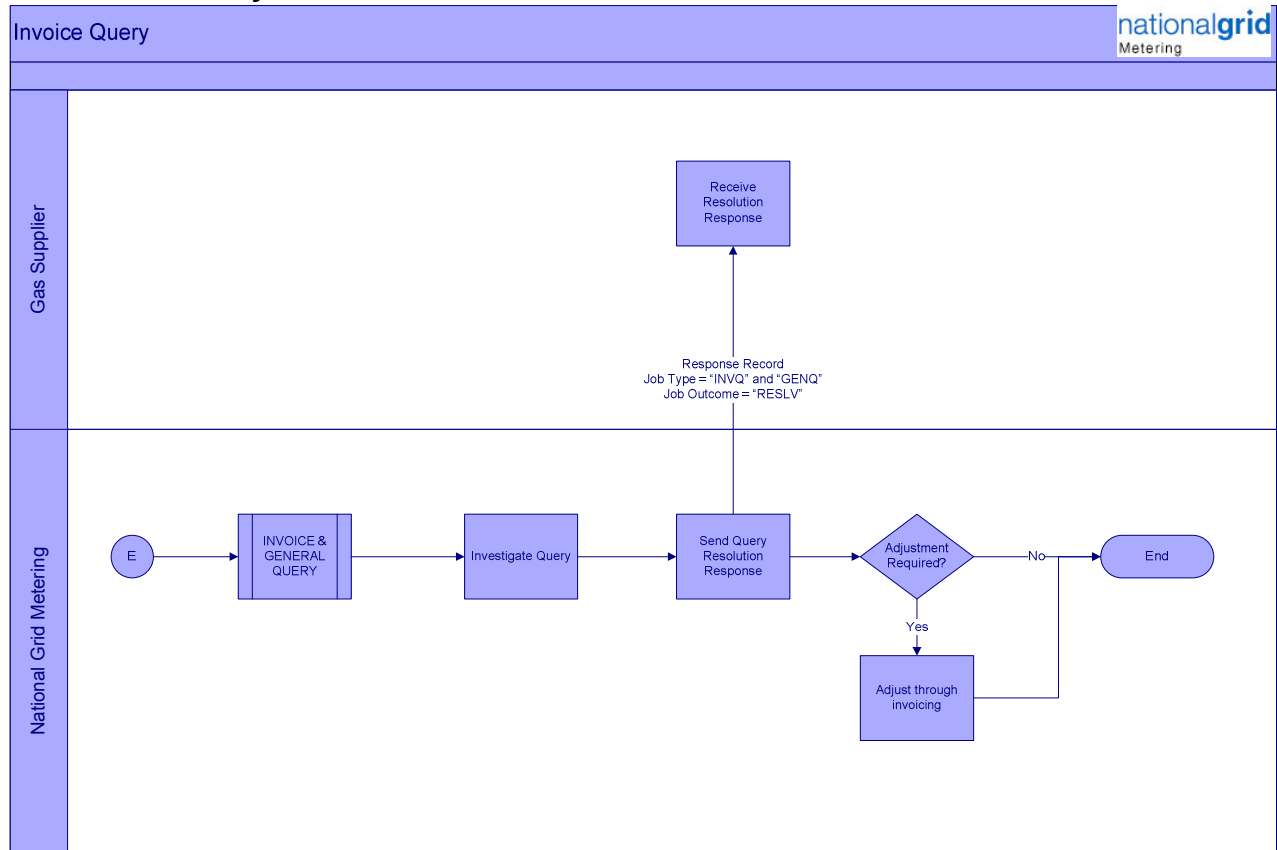 Invoice Query
nationalgrid
Metering
Gas Supplier
Receive
Resolution
Response
Response Record
Job Type = “INVQ” and “GENQ”
Job Outcome = “RESLV”
National Grid Metering
E
INVOICE &
GENERAL
QUERY
Investigate Query
Send Query
Resolution
Response
Adjustment
Required?
No
End
Yes
Adjust through
invoicing